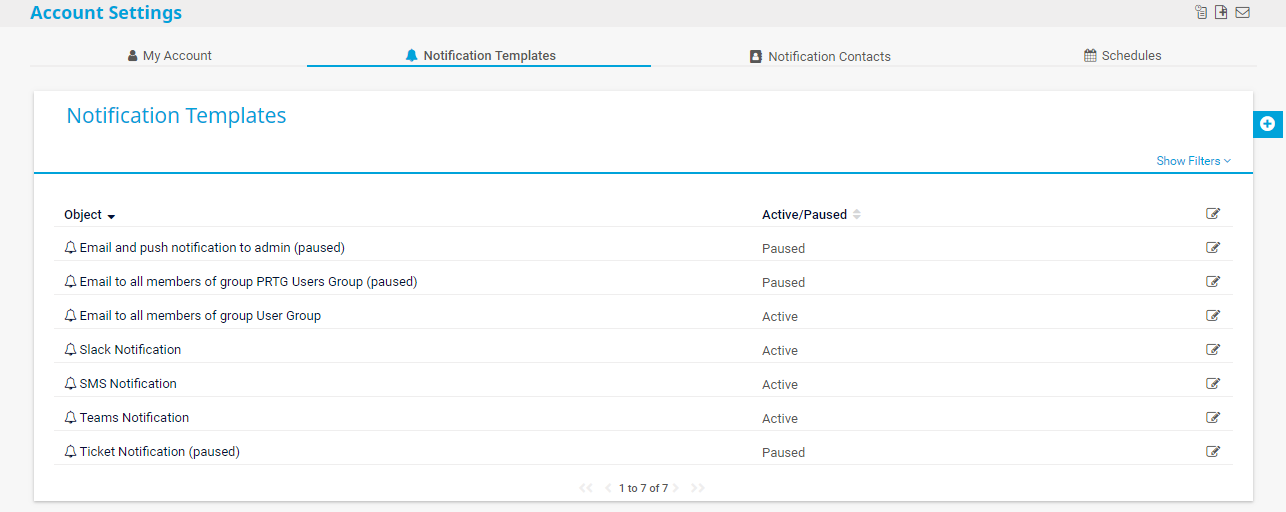 Account Settings
My Account Notification Templates Notification Contacts Schedules
Notification Templates
Show Filters
Object Active/Paused
Email and push notification to admin (paused) Paused
Email to all members of group PRTG Users Group (paused) Paused
Email to all members of group User Group Active
Slack Notification Active
SMS Notification Active
Teams Notification Active
Ticket Notification (paused) Paused
1 to 7 of 7